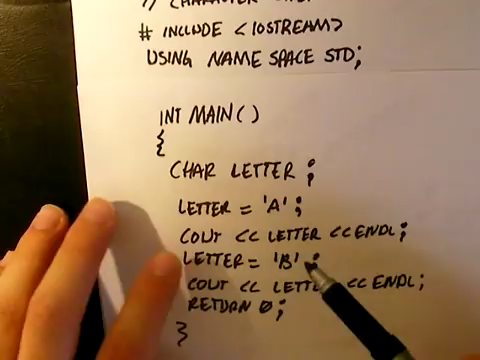 // CHARACTER
# INCLUDE <IOSTREAM>
USING NAME SPACE STD;
INT MAIN()
{
CHAR LETTER ;
LETTER = 'A' ;
COUT << LETTER << ENDL;
LETTER = 'B' ;
COUT << LETTE << ENDL;
RETURN 0;
}